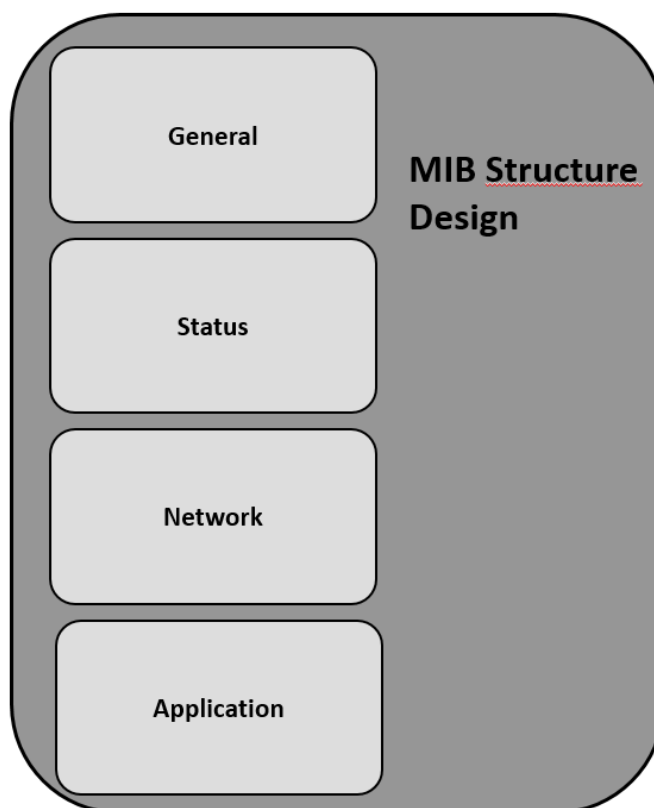 General
MIB Structure
Design
Status
Network
Application